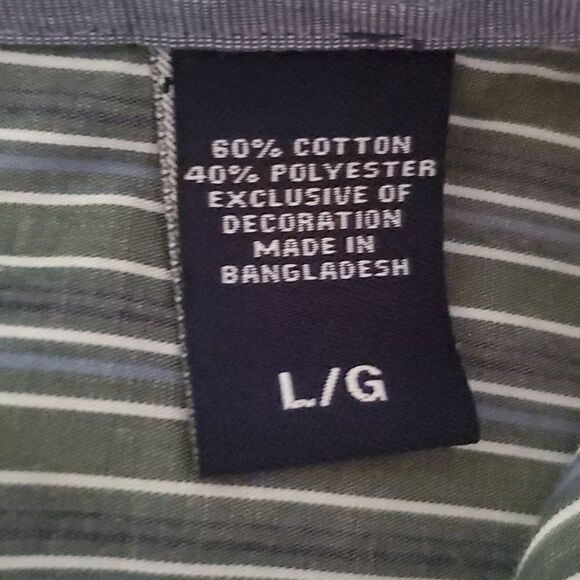 60% COTTON
40% POLYESTER
EXCLUSIVE OF
DECORATION
MADE IN
BANGLADESH
L/G